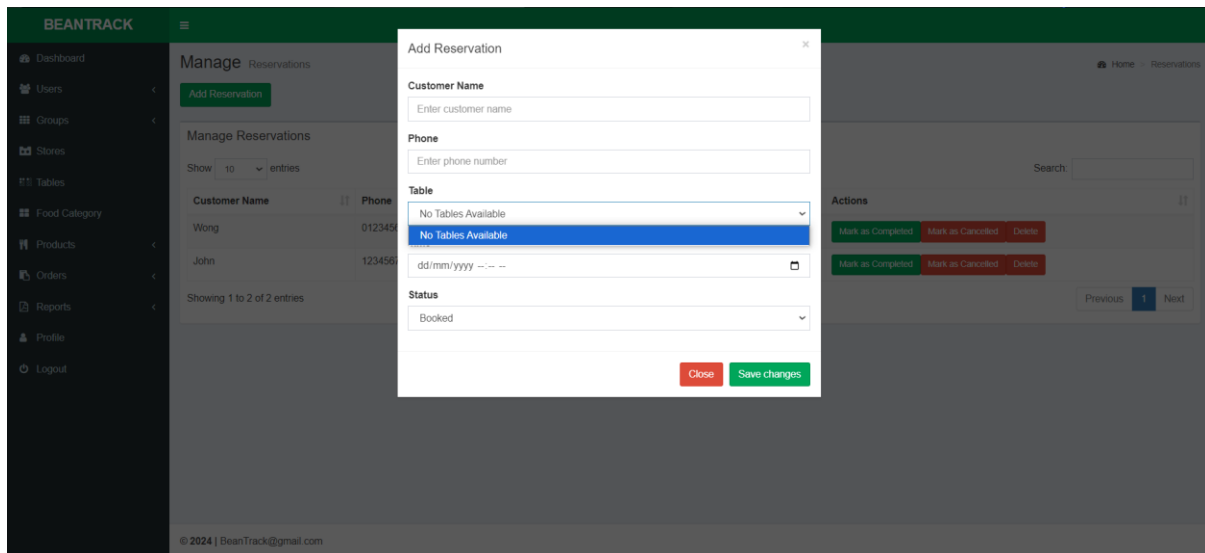 BEANTRACK
Dashboard
Users
Groups
Stores
Tables
Food Category
Products
Orders
Reports
Profile
Logout
Manage Reservations
Home Reservations
Add Reservation
Manage Reservations
Show 10 entries
Search:
Customer Name Phone Actions
Wong Mark as Completed Mark as Cancelled Delete
John Mark as Completed Mark as Cancelled Delete
Showing 1 to 2 of 2 entries
Previous 1 Next
Add Reservation ×
Customer Name
Enter customer name
Phone
Enter phone number
Table
No Tables Available
No Tables Available
dd/mm/yyyy --:-- --
Status
Booked
Close Save changes
© 2024 | BeanTrack@gmail.com